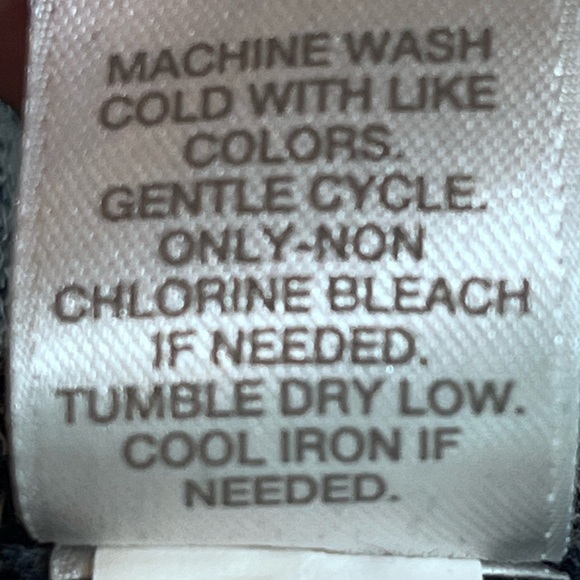 MACHINE WASH
COLD WITH LIKE
COLORS.
GENTLE CYCLE.
ONLY-NON
CHLORINE BLEACH
IF NEEDED.
TUMBLE DRY LOW.
COOL IRON IF
NEEDED.